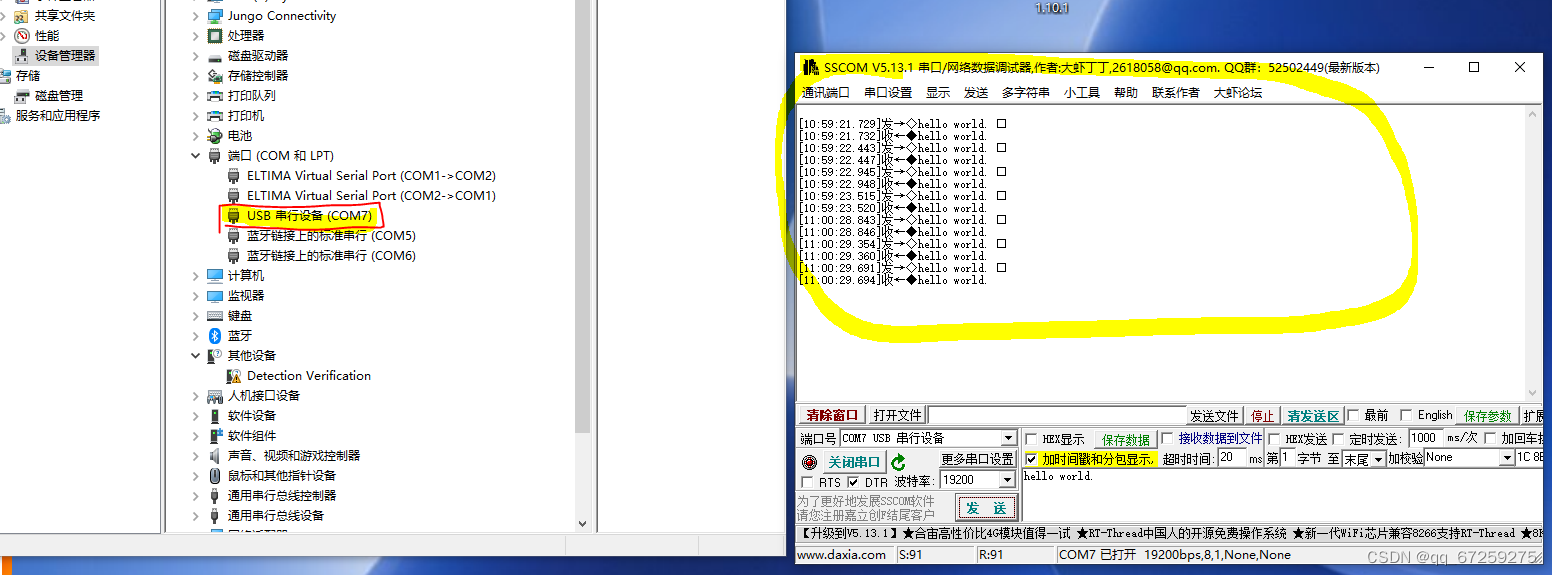 共享文件夹
性能
设备管理器
存储
磁盘管理
服务和应用程序
Jungo Connectivity
处理器
磁盘驱动器
存储控制器
打印队列
打印机
电池
端口 (COM 和 LPT)
ELTIMA Virtual Serial Port (COM1->COM2)
ELTIMA Virtual Serial Port (COM2->COM1)
USB 串行设备 (COM7)
蓝牙链接上的标准串行 (COM5)
蓝牙链接上的标准串行 (COM6)
计算机
监视器
键盘
蓝牙
其他设备
Detection Verification
人机接口设备
软件设备
软件组件
声音、视频和游戏控制器
鼠标和其他指针设备
通用串行总线控制器
通用串行总线设备
1.10.1
SSCOM V5.13.1 串口/网络数据调试器,作者:大虾丁丁,2618058@qq.com. QQ群: 52502449(最新版本)
通讯端口 串口设置 显示 发送 多字符串 小工具 帮助 联系作者 大虾论坛
[10:59:21.729]发→◇hello world. □
[10:59:21.732]收←◆hello world.
[10:59:22.443]发→◇hello world. □
[10:59:22.447]收←◆hello world.
[10:59:22.945]发→◇hello world. □
[10:59:22.948]收←◆hello world.
[10:59:23.515]发→◇hello world. □
[10:59:23.520]收←◆hello world.
[11:00:28.843]发→◇hello world. □
[11:00:28.846]收←◆hello world.
[11:00:29.354]发→◇hello world. □
[11:00:29.360]收←◆hello world.
[11:00:29.691]发→◇hello world. □
[11:00:29.694]收←◆hello world.
清除窗口 打开文件 发送文件 停止 清发送区 最前 English 保存参数 扩展
端口号 COM7 USB 串行设备 HEX显示 保存数据 接收数据到文件 HEX发送 定时发送: 1000 ms/次 加回车换
关闭串口 更多串口设置 加时间戳和分包显示, 超时时间: 20 ms 第 1 字节 至 末尾 加校验 None 1C 8E
RTS DTR 波特率: 19200
hello world.
为了更好地发展SSCOM软件
请您注册嘉立创F结尾客户
发 送
【升级到V5.13.1】★合宙高性价比4G模块值得一试 ★RT-Thread中国人的开源免费操作系统 ★新一代WiFi芯片兼容8266支持RT-Thread
www.daxia.com S:91 R:91 COM7 已打开 19200bps,8,1,None,None
CSDN @qq_67259275